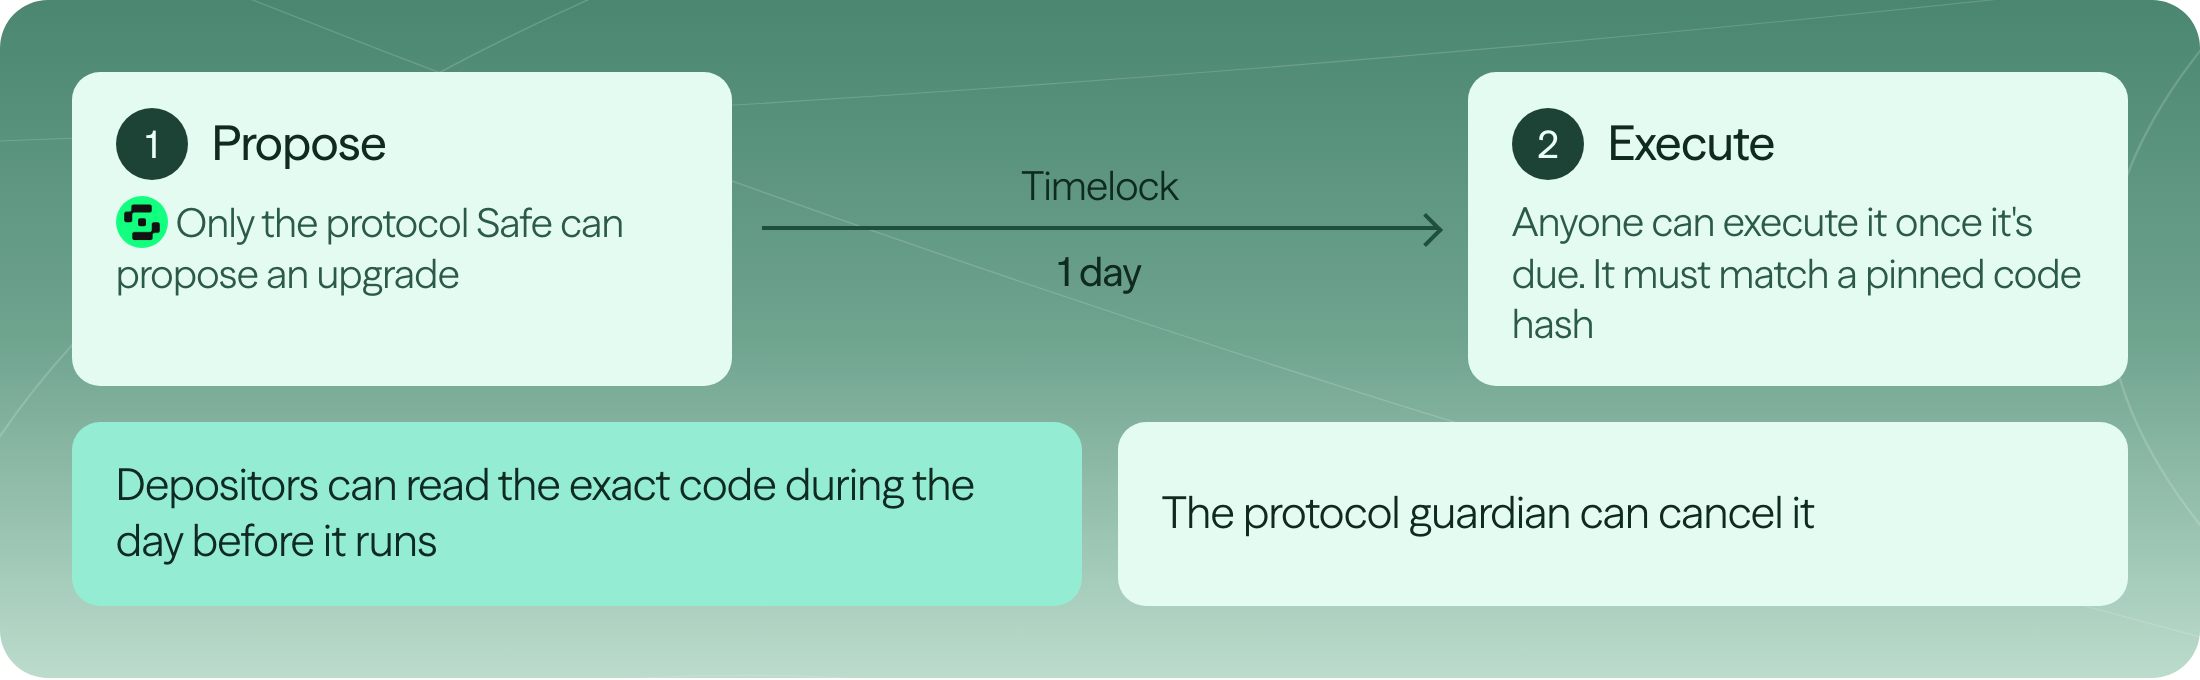 1 Propose
Only the protocol Safe can
propose an upgrade
Timelock
1 day
2 Execute
Anyone can execute it once it's
due. It must match a pinned code
hash
Depositors can read the exact code during the
day before it runs
The protocol guardian can cancel it